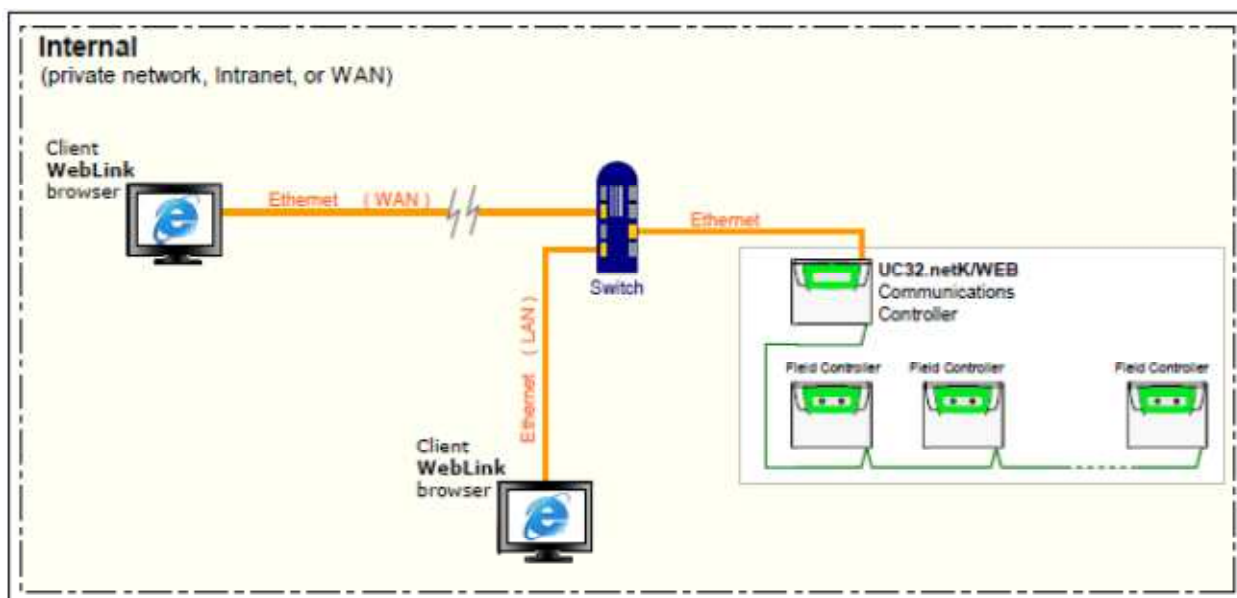 Internal
(private network, Intranet, or WAN)
Client
WebLink
browser
Ethernet ( WAN )
Ethernet
Switch
UC32.netK/WEB
Communications
Controller
Ethernet ( LAN )
Field Controller
Field Controller
Field Controller
Client
WebLink
browser